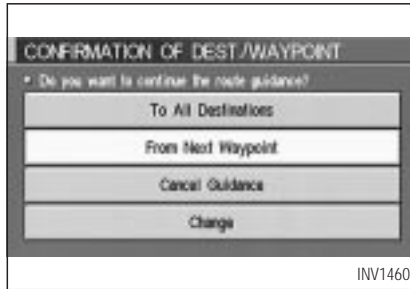 CONFIRMATION OF DEST./WAYPOINT
• Do you want to continue the route guidance?
To All Destinations
From Next Waypoint
Cancel Guidance
Change
INV1460